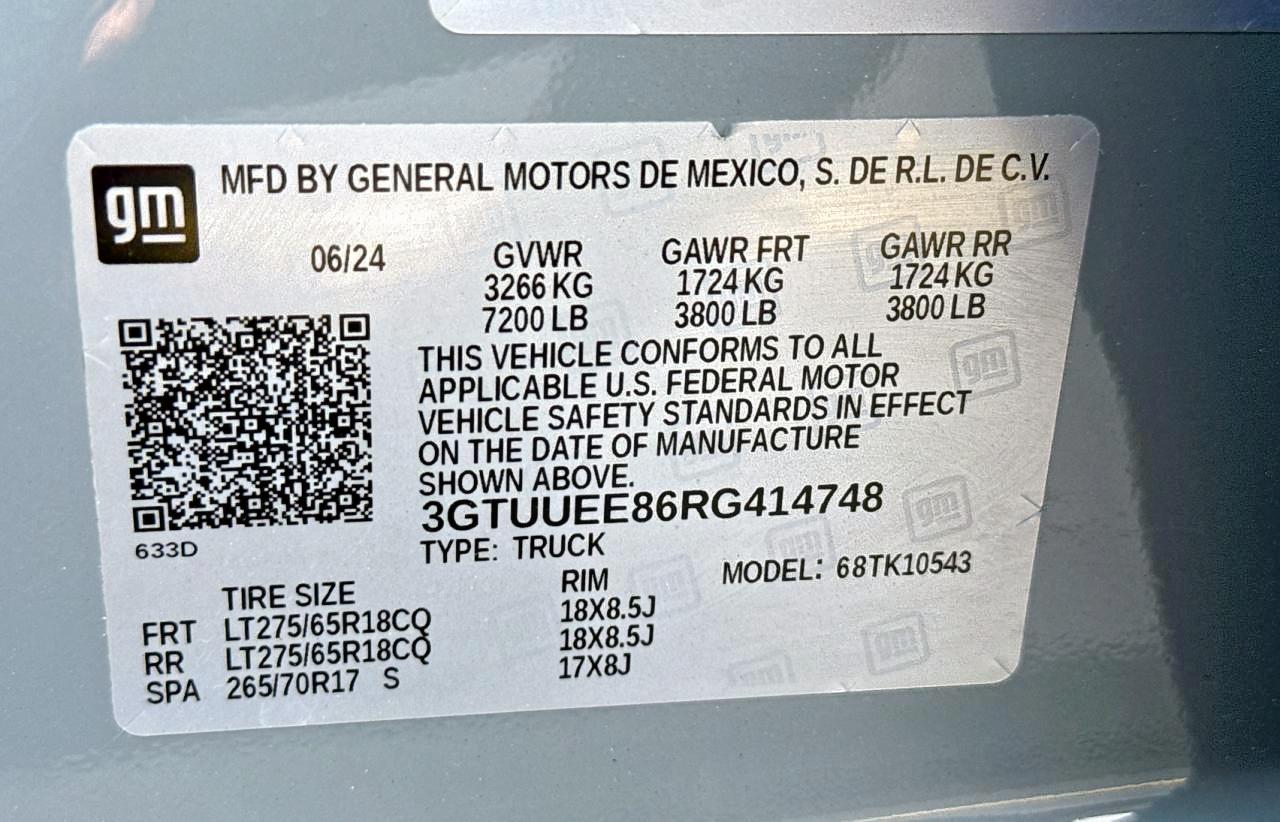 gm MFD BY GENERAL MOTORS DE MEXICO, S. DE R.L. DE C.V.
06/24 GVWR GAWR FRT GAWR RR
3266 KG 1724 KG 1724 KG
7200 LB 3800 LB 3800 LB
THIS VEHICLE CONFORMS TO ALL
APPLICABLE U.S. FEDERAL MOTOR
VEHICLE SAFETY STANDARDS IN EFFECT
ON THE DATE OF MANUFACTURE
SHOWN ABOVE.
3GTUUEE86RG414748
633D TYPE: TRUCK MODEL: 68TK10543
TIRE SIZE RIM
FRT LT275/65R18CQ 18X8.5J
RR LT275/65R18CQ 18X8.5J
SPA 265/70R17 S 17X8J